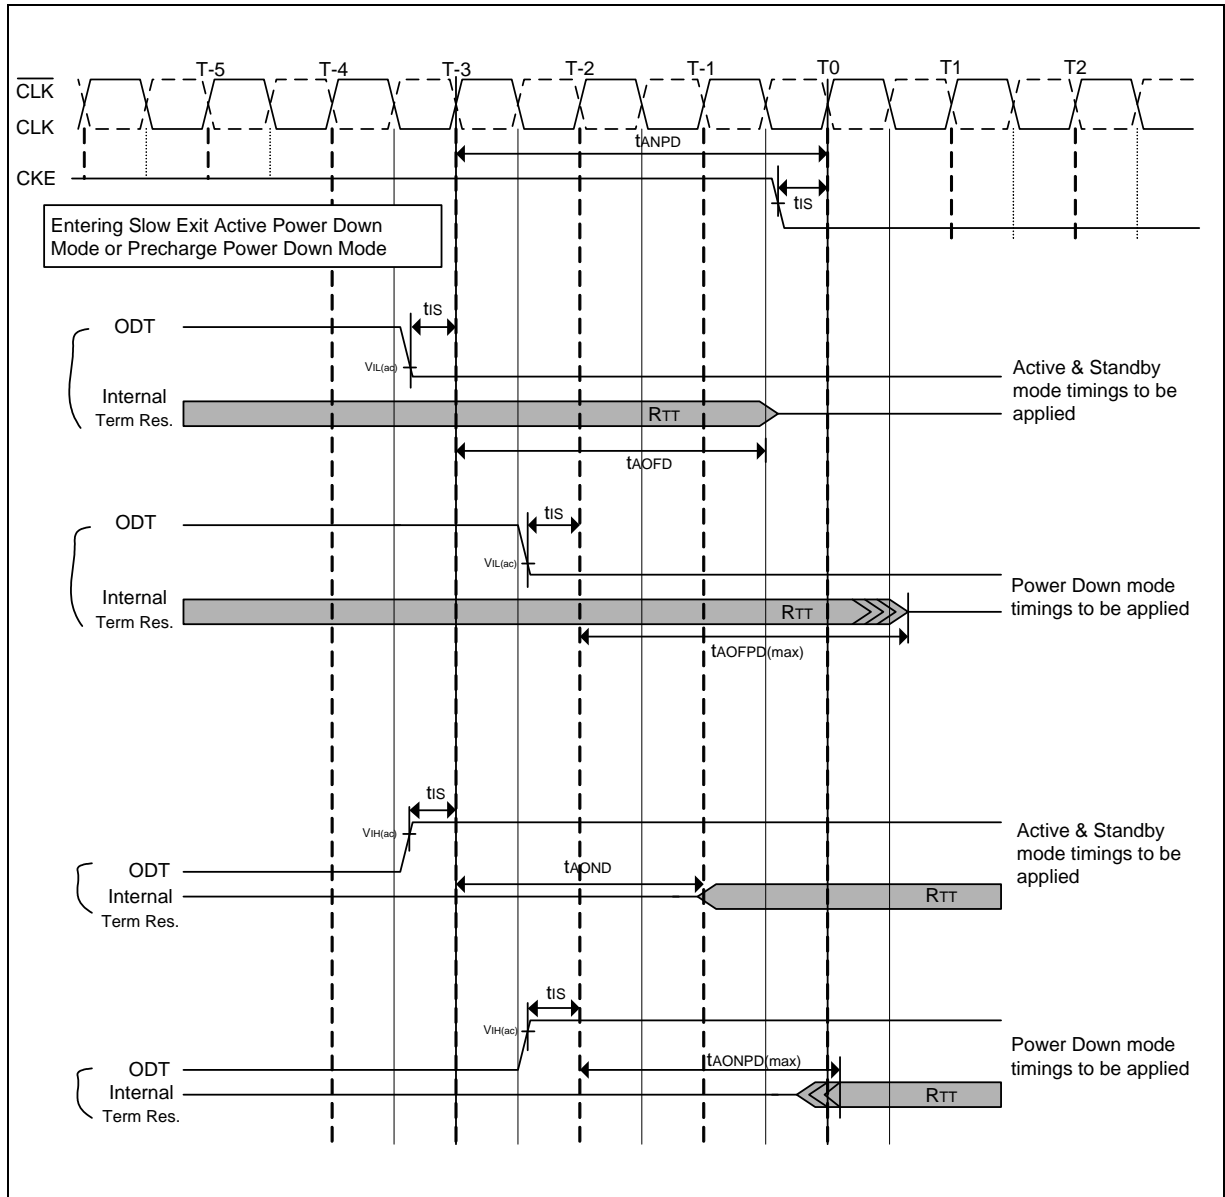 T-5 T-4 T-3 T-2 T-1 T0 T1 T2
CLK
CLK
tANPD
CKE
tIS
Entering Slow Exit Active Power Down
Mode or Precharge Power Down Mode
tIS
ODT
VIL(ac)
Active & Standby
mode timings to be
applied
Internal
Term Res.
RTT
tAOFD
tIS
ODT
VIL(ac)
Internal
Term Res.
RTT
Power Down mode
timings to be applied
tAOFPD(max)
tIS
VIH(ac)
Active & Standby
mode timings to be
applied
ODT
tAOND
Internal
Term Res.
RTT
tIS
VIH(ac)
Power Down mode
timings to be applied
ODT
tAONPD(max)
Internal
Term Res.
RTT